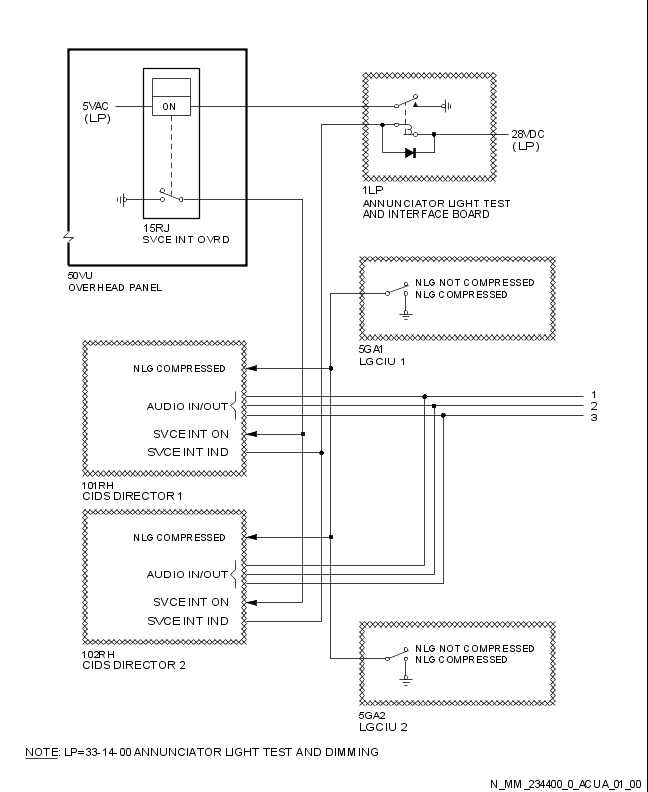 5VAC
(LP)
ON
15RJ
SVCE INT OVRD
50VU
OVERHEAD PANEL
28VDC
(LP)
1LP
ANNUNCIATOR LIGHT TEST
AND INTERFACE BOARD
NLG NOT COMPRESSED
NLG COMPRESSED
5GA1
LGCIU 1
NLG COMPRESSED
AUDIO IN/OUT
SVCE INT ON
SVCE INT IND
1
2
3
101RH
CIDS DIRECTOR 1
NLG COMPRESSED
AUDIO IN/OUT
SVCE INT ON
SVCE INT IND
102RH
CIDS DIRECTOR 2
NLG NOT COMPRESSED
NLG COMPRESSED
5GA2
LGCIU 2
NOTE: LP=33-14-00 ANNUNCIATOR LIGHT TEST AND DIMMING
N_MM_234400_0_ACUA_01_00